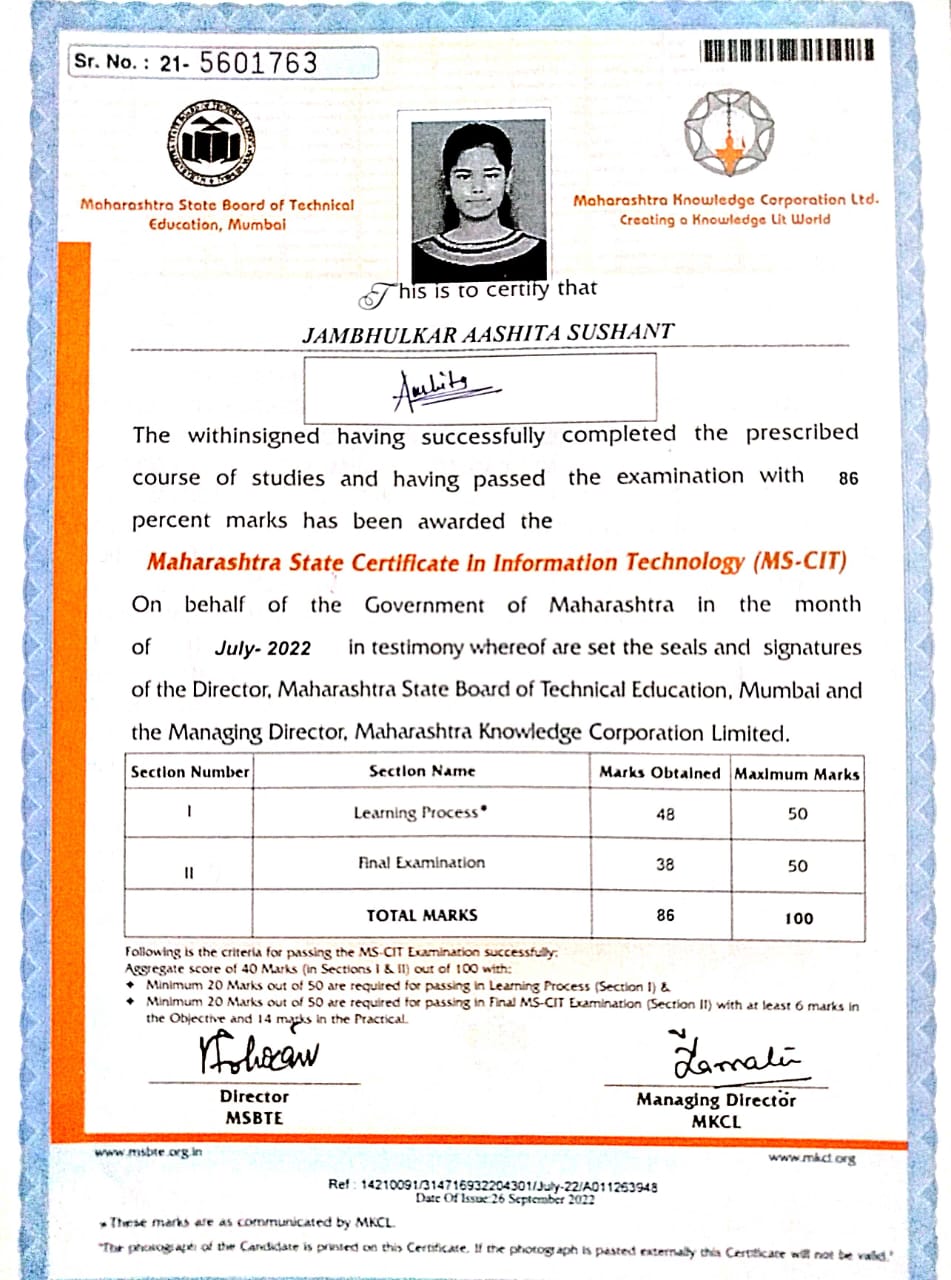 Sr. No. : 21- 5601763
Maharashtra State Board of Technical
Education, Mumbai
Maharashtra Knowledge Corporation Ltd.
Creating a Knowledge Lit World
This is to certify that
JAMBHULKAR AASHITA SUSHANT
Aashita
The withinsigned having successfully completed the prescribed
course of studies and having passed the examination with 86
percent marks has been awarded the
Maharashtra State Certificate in Information Technology (MS-CIT)
On behalf of the Government of Maharashtra in the month
of July- 2022 in testimony whereof are set the seals and signatures
of the Director, Maharashtra State Board of Technical Education, Mumbai and
the Managing Director, Maharashtra Knowledge Corporation Limited.
Section Number Section Name Marks Obtained Maximum Marks
I Learning Process* 48 50
II Final Examination 38 50
TOTAL MARKS 86 100
Following is the criteria for passing the MS-CIT Examination successfully:
Aggregate score of 40 Marks (in Sections I & II) out of 100 with:
♦ Minimum 20 Marks out of 50 are required for passing in Learning Process (Section I) &
♦ Minimum 20 Marks out of 50 are required for passing in Final MS-CIT Examination (Section II) with at least 6 marks in
the Objective and 14 marks in the Practical.
Director
MSBTE
Managing Director
MKCL
www.msbte.org.in
www.mkcl.org
Ref : 14210091/314716932204301/July-22/A011263948
Date Of Issue:26 September 2022
* These marks are as communicated by MKCL.
"The photograph of the Candidate is printed on this Certificate. If the photograph is pasted externally this Certificate will not be valid."